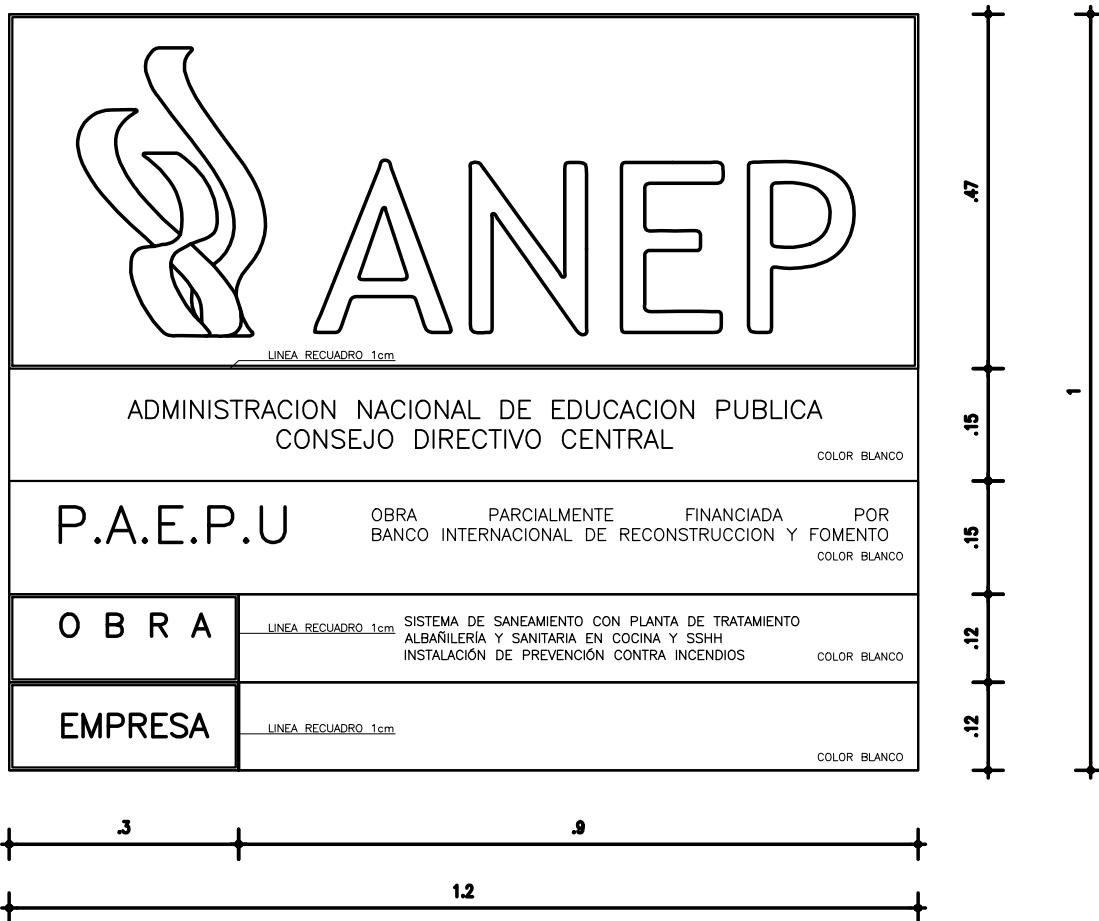 ANEP
LINEA RECUADRO 1cm
ADMINISTRACION NACIONAL DE EDUCACION PUBLICA
CONSEJO DIRECTIVO CENTRAL
COLOR BLANCO
P.A.E.P.U
OBRA PARCIALMENTE FINANCIADA POR
BANCO INTERNACIONAL DE RECONSTRUCCION Y FOMENTO
COLOR BLANCO
O B R A
LINEA RECUADRO 1cm
SISTEMA DE SANEAMIENTO CON PLANTA DE TRATAMIENTO
ALBAÑILERÍA Y SANITARIA EN COCINA Y SSHH
INSTALACIÓN DE PREVENCIÓN CONTRA INCENDIOS
COLOR BLANCO
EMPRESA
LINEA RECUADRO 1cm
COLOR BLANCO
.47
.15
.15
.12
.12
1
.3
.9
1.2